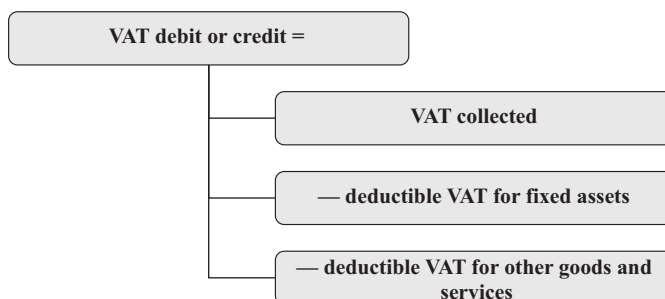 VAT debit or credit =
VAT collected
— deductible VAT for fixed assets
— deductible VAT for other goods and
services